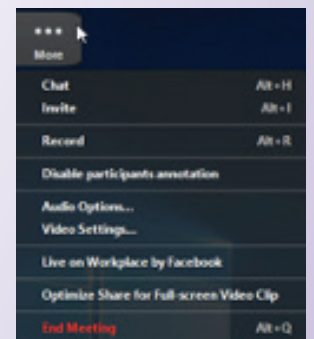 More
Chat Alt+H
Invite Alt+I
Record Alt+R
Disable participants annotation
Audio Options...
Video Settings...
Live on Workplace by Facebook
Optimize Share for Full-screen Video Clip
End Meeting Alt+Q